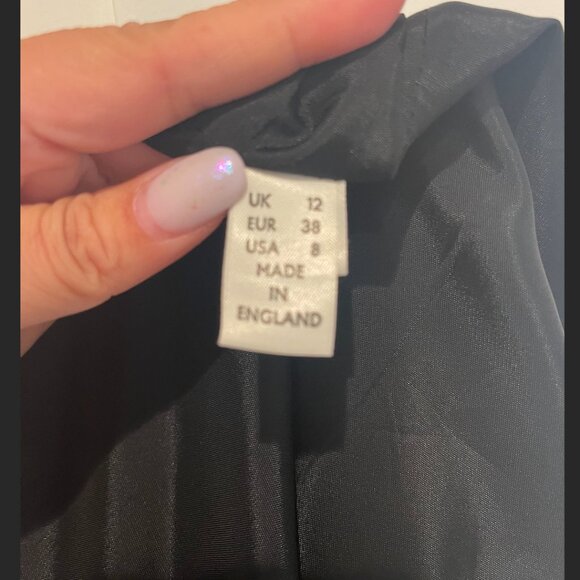 UK 12
EUR 38
USA 8
MADE
IN
ENGLAND